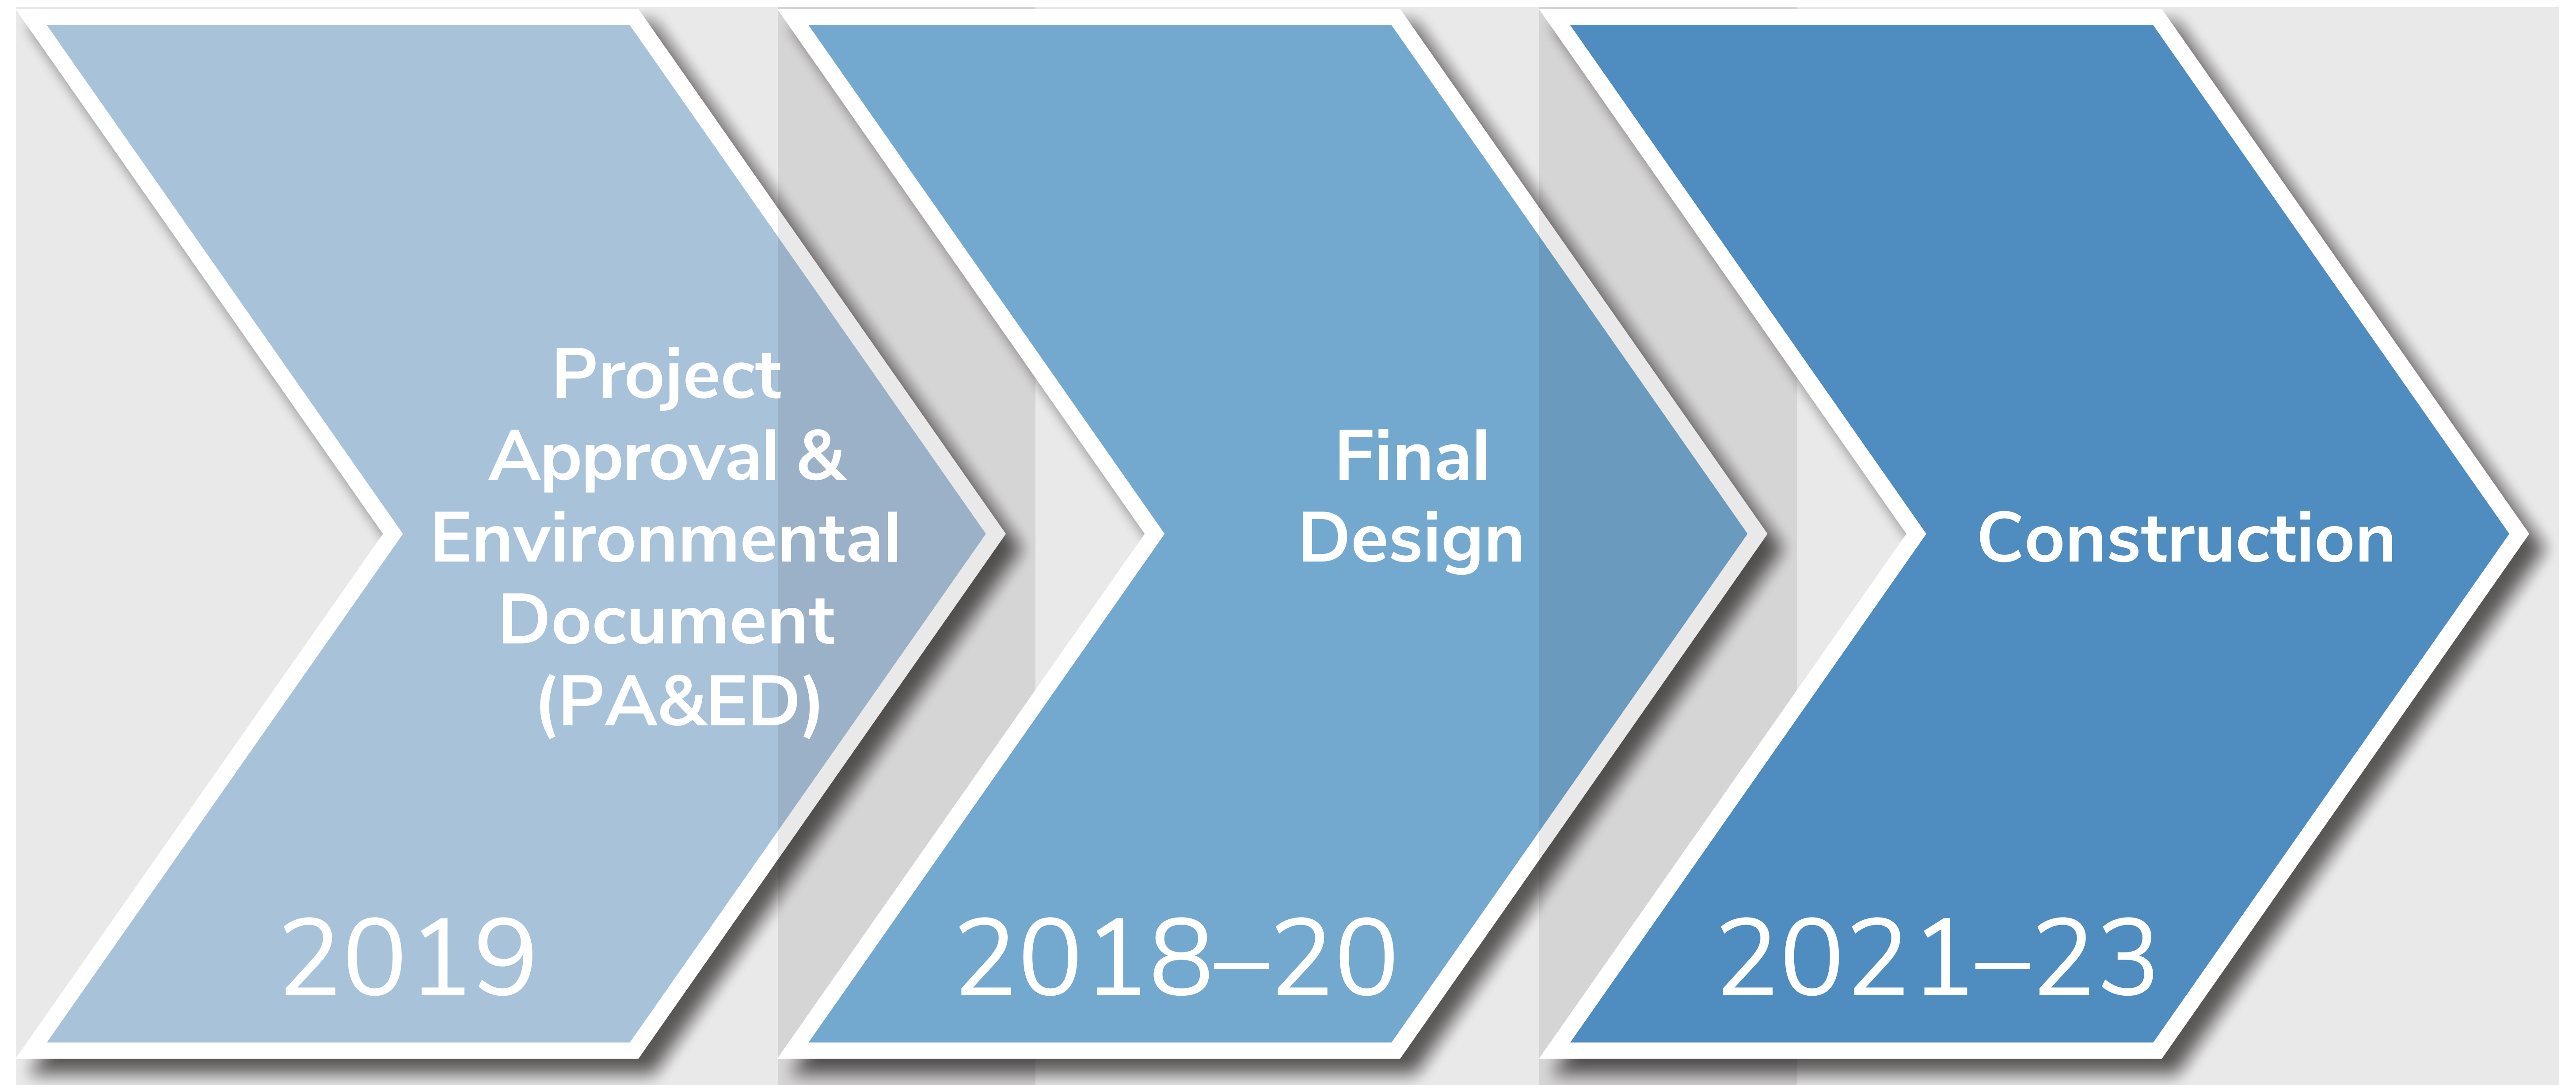 Project
Approval &
Environmental
Document
(PA&ED)
2019
Final
Design
2018–20
Construction
2021–23